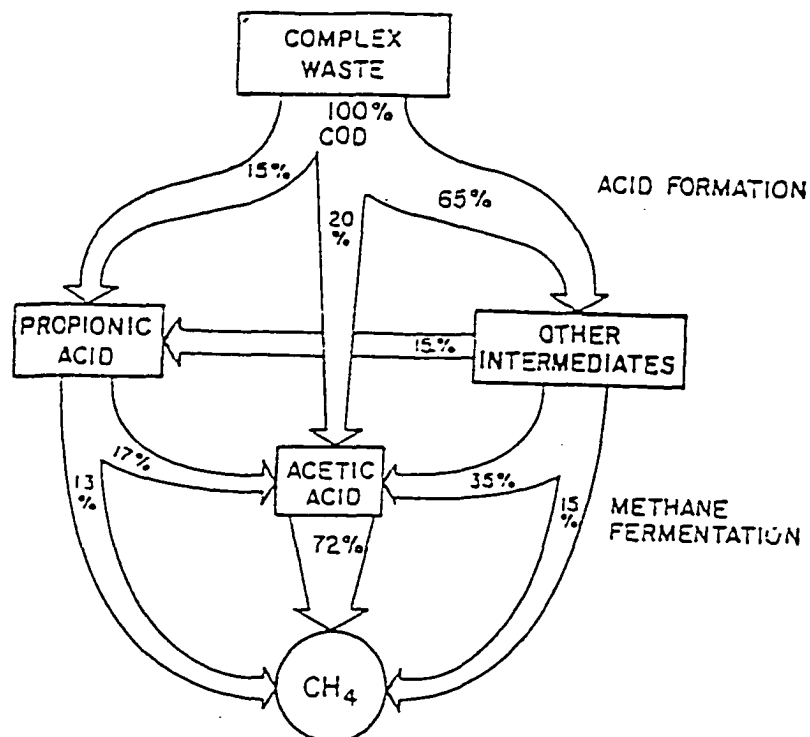 COMPLEX
WASTE
100%
COD
15%
20
%
65%
ACID FORMATION
PROPIONIC
ACID
15%
OTHER
INTERMEDIATES
17%
13
%
ACETIC
ACID
35%
15
%
METHANE
FERMENTATION
72%
CH₄